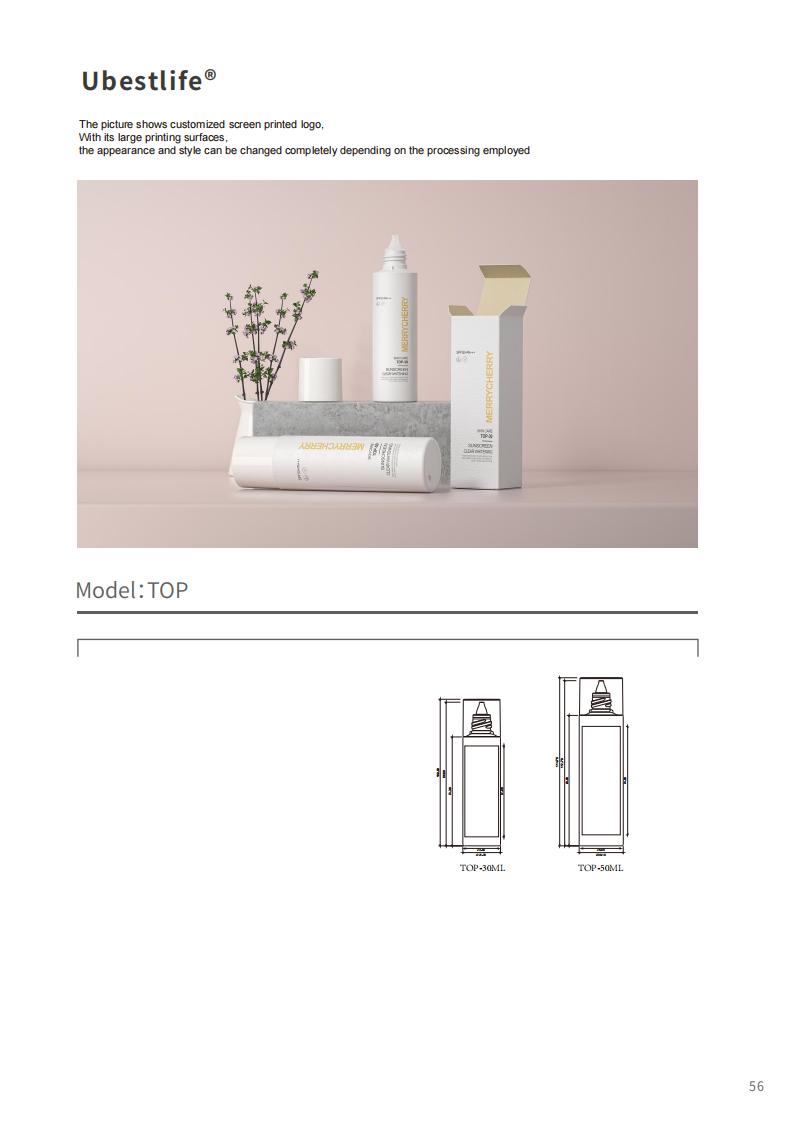 Ubestlife®
The picture shows customized screen printed logo,
With its large printing surfaces,
the appearance and style can be changed completely depending on the processing employed
MERRYCHERRY
SKIN CARE
TOP-30
SUNSCREEN
CLEAR WHITENING
MERRYCHERRY
SKIN CARE
TOP-30
SUNSCREEN
CLEAR WHITENING
MERRYCHERRY
Model:TOP
TOP-30ML
TOP-50ML
56